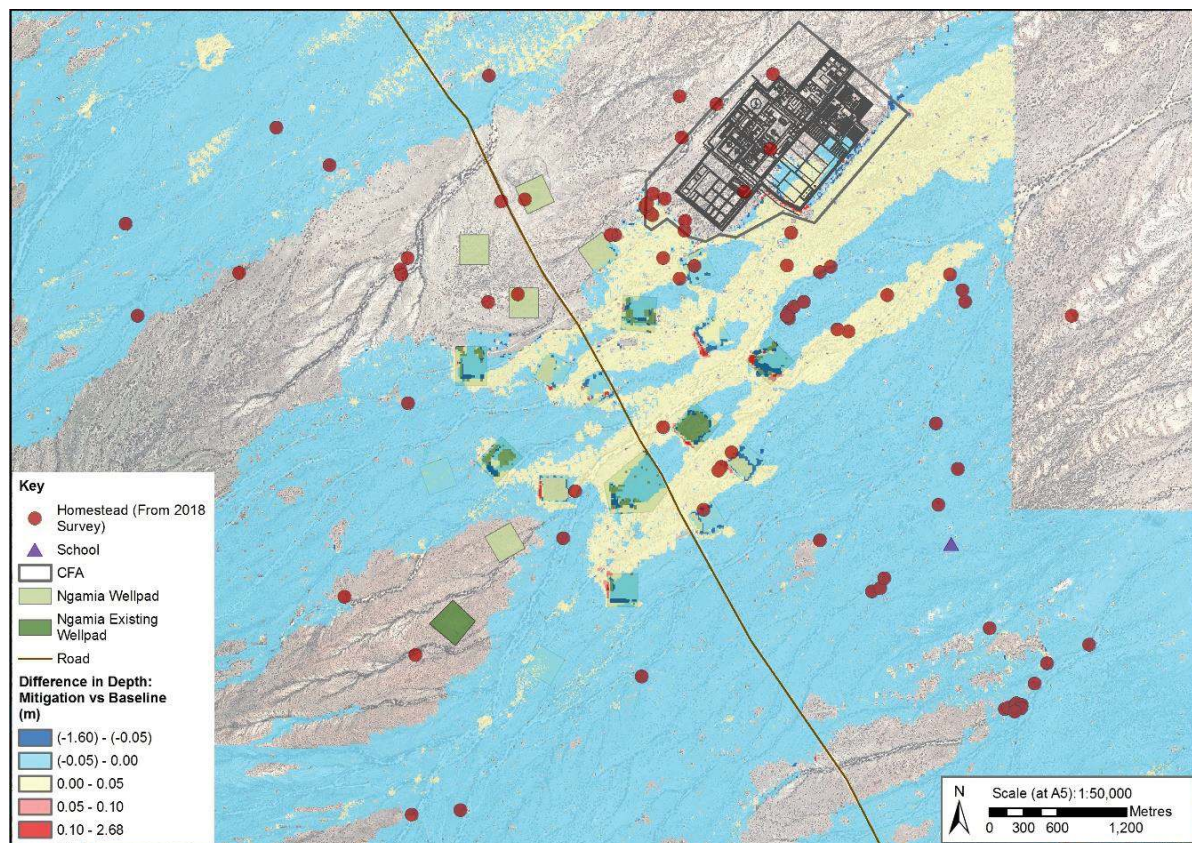 Key
Homestead (From 2018
Survey)
School
CFA
Ngamia Wellpad
Ngamia Existing
Wellpad
Road
Difference in Depth:
Mitigation vs Baseline
(m)
(-1.60) - (-0.05)
(-0.05) - 0.00
0.00 - 0.05
0.05 - 0.10
0.10 - 2.68
N
Scale (at A5): 1:50,000
Metres
0 300 600 1,200